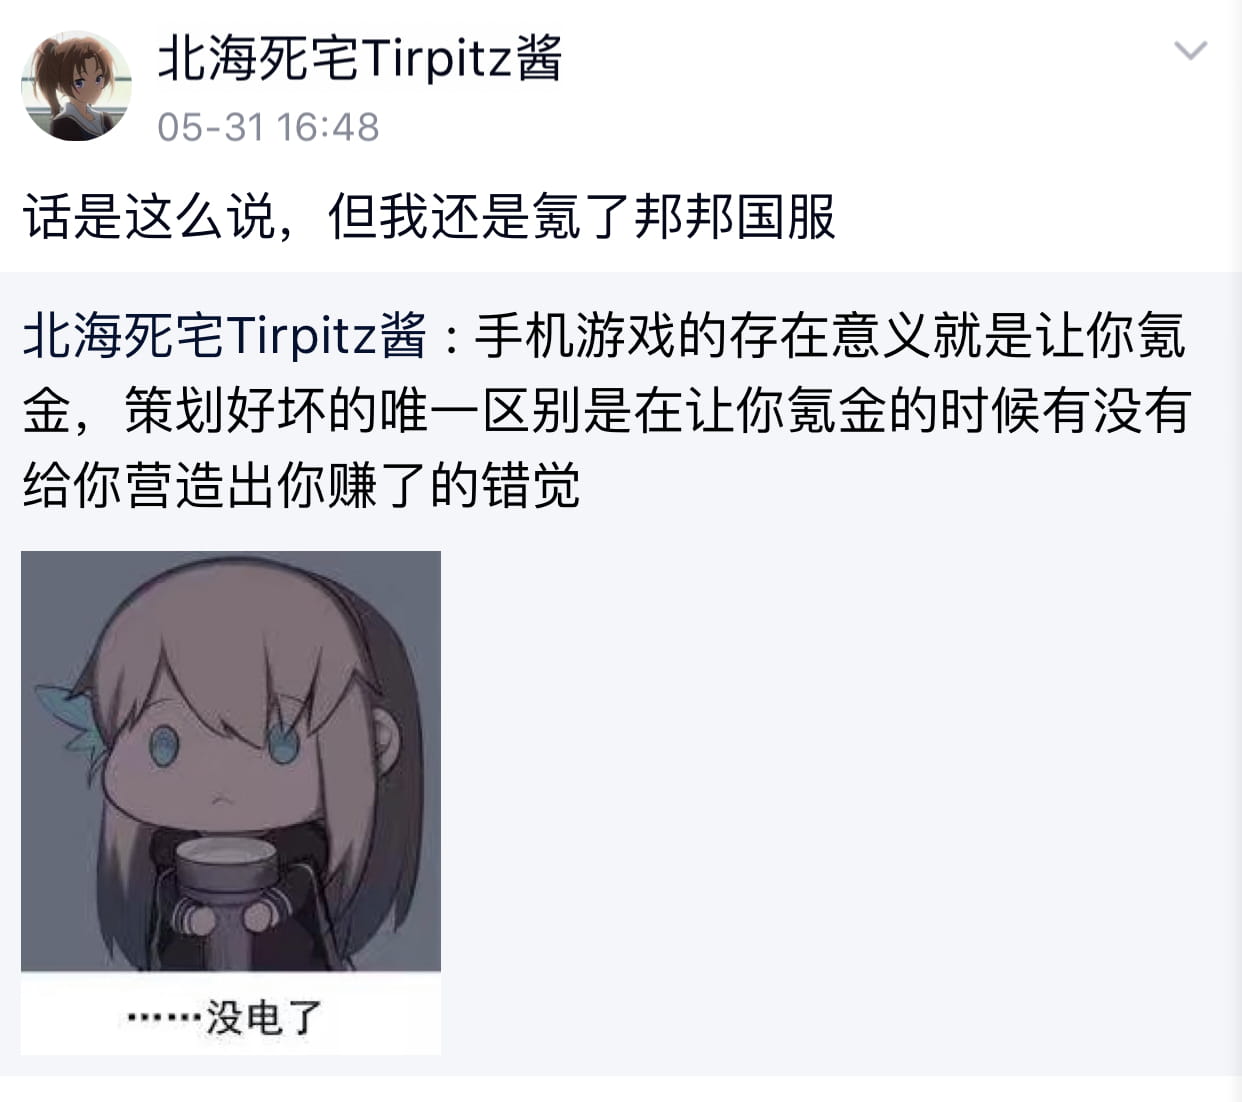 北海死宅Tirpitz酱
05-31 16:48
话是这么说，但我还是氪了邦邦国服
北海死宅Tirpitz酱 : 手机游戏的存在意义就是让你氪
金，策划好坏的唯一区别是在让你氪金的时候有没有
给你营造出你赚了的错觉
······没电了